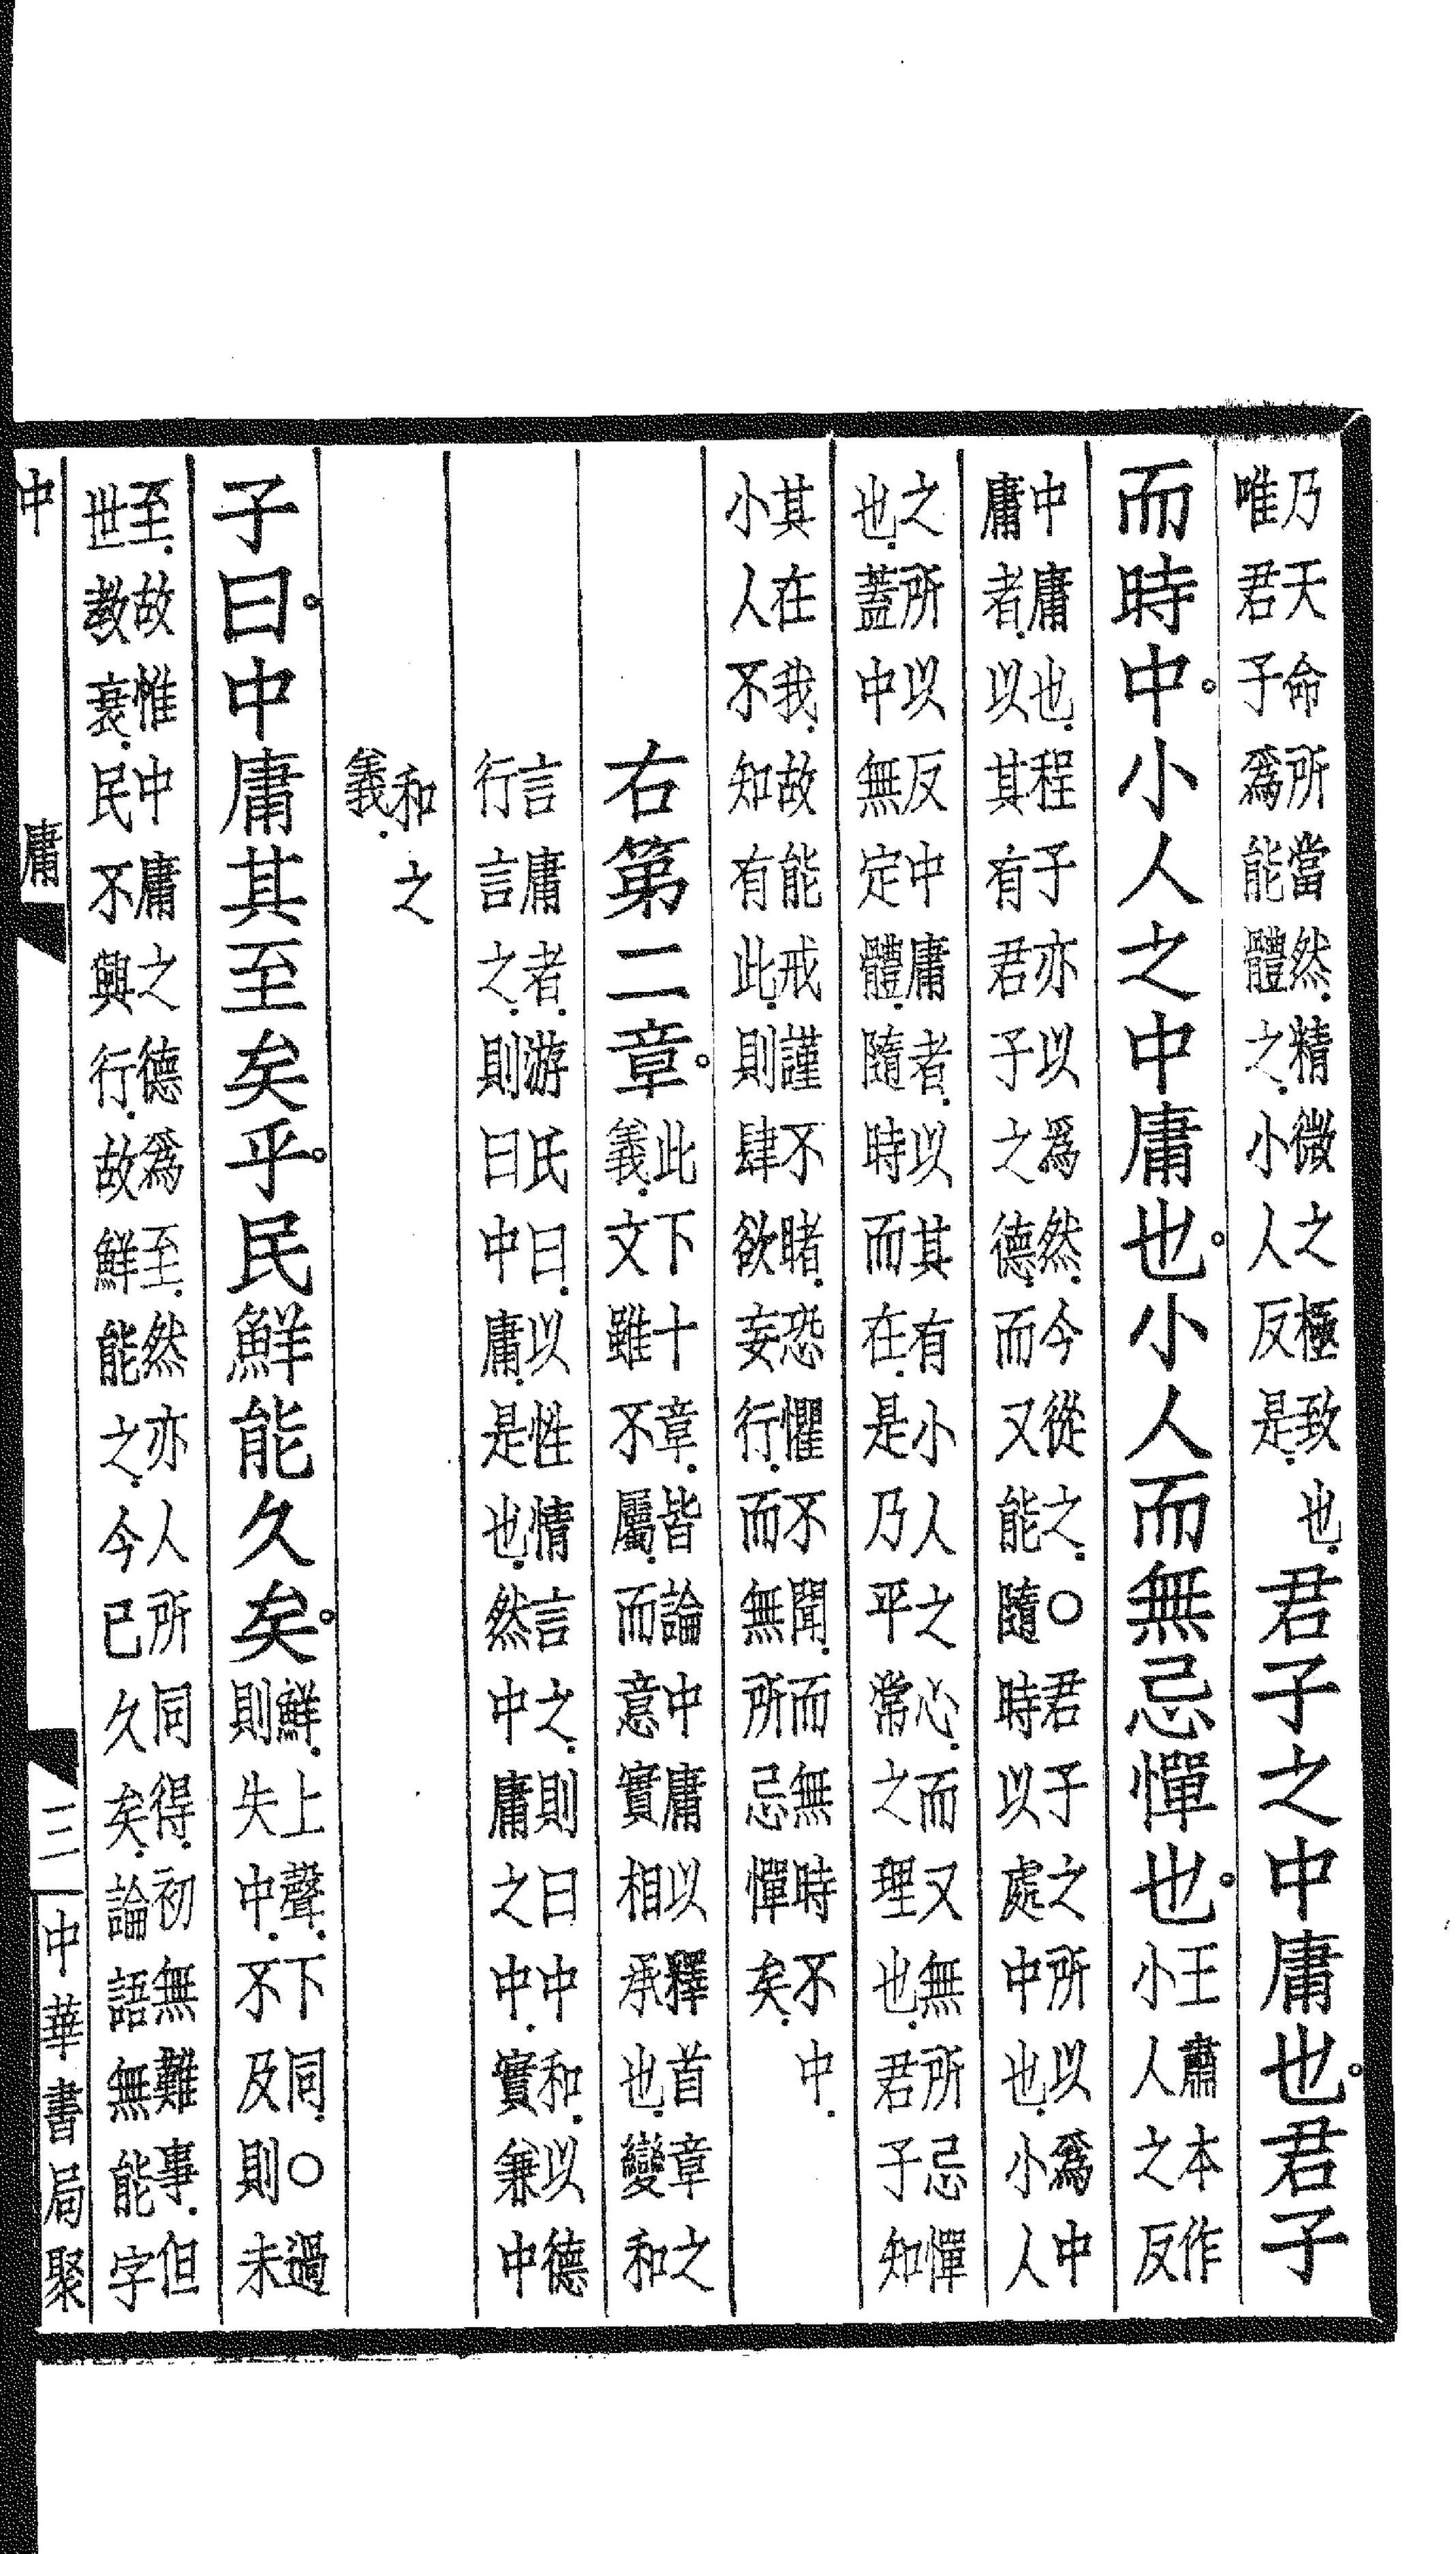 乃天命所當然．精微之極致也．
唯君子爲能體之．小人反是．
君子之中庸也。君子
而時中。小人之中庸也。小人而無忌憚也。
王肅本作
小人之反
中庸也．程子亦以爲然．今從之．○君子之所以爲中
庸者．以其有君子之德．而又能隨時以處中也．小人
之所以反中庸者．以其有小人之心．而又無所忌憚
也．蓋中無定體．隨時而在．是乃平常之理也．君子知
其在我．故能戒謹不睹．恐懼不聞．而無時不中．
小人不知有此．則肆欲妄行．而無所忌憚矣．
右第二章。
此下十章．皆論中庸以釋首章之
義．文雖不屬．而意實相承也．變和
言庸者．游氏曰．以性情言之．則曰中和．以德
行言之．則曰中庸．是也．然中庸之中．實兼中
和之
義．
子曰。中庸其至矣乎。民鮮能久矣。
鮮．上聲．下同．○過
則失中．不及則未
至．故惟中庸之德爲至．然亦人所同得．初無難事．但
世教衰．民不興行．故鮮能之．今已久矣．論語無能字
中庸　三　中華書局聚